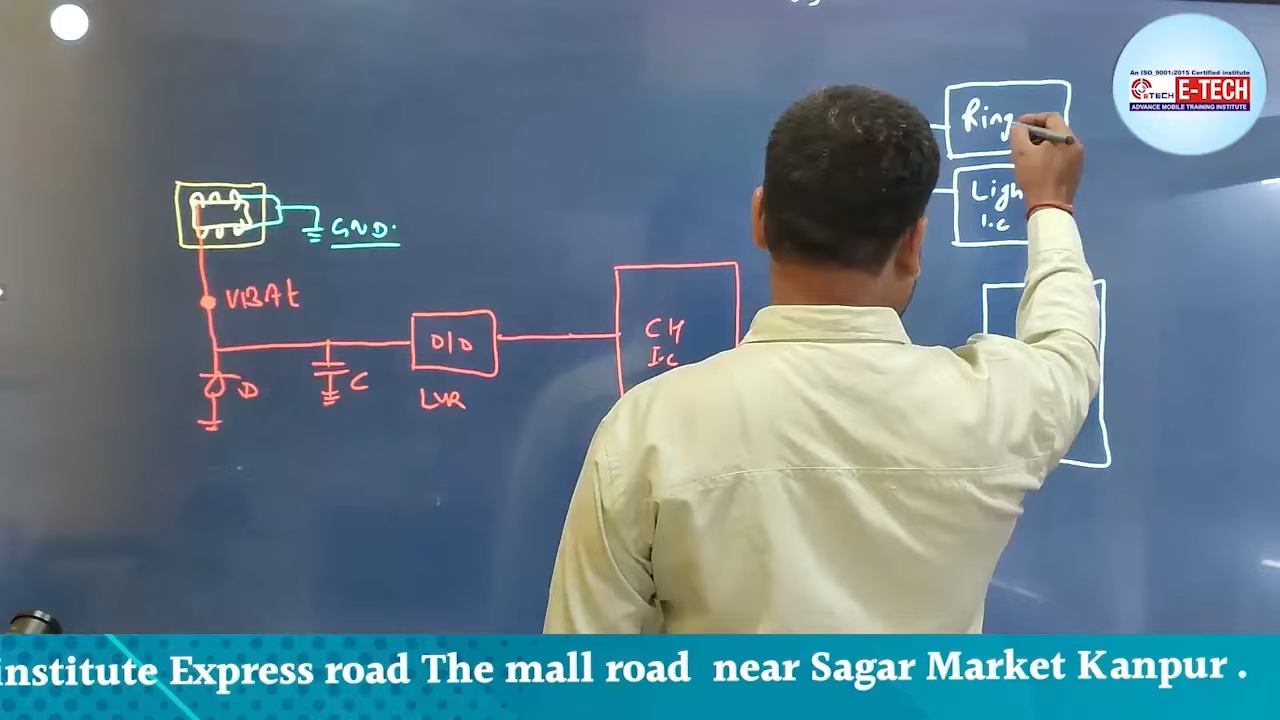 An ISO 9001:2015 Certified institute
ETECH E-TECH
ADVANCE MOBILE TRAINING INSTITUTE
Ring
Ligh
I.C
GND.
VBAt
CH
I.C
D/D
D
C
LVR
institute Express road The mall road near Sagar Market Kanpur .